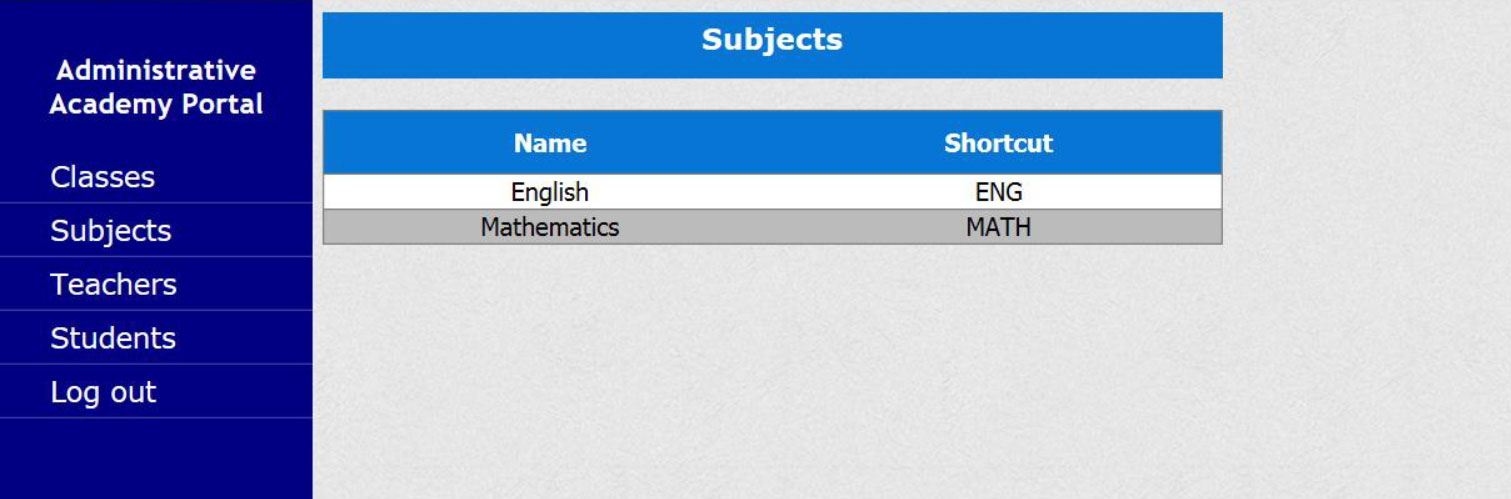 Administrative
Academy Portal
Classes
Subjects
Teachers
Students
Log out
Subjects
Name Shortcut
English ENG
Mathematics MATH